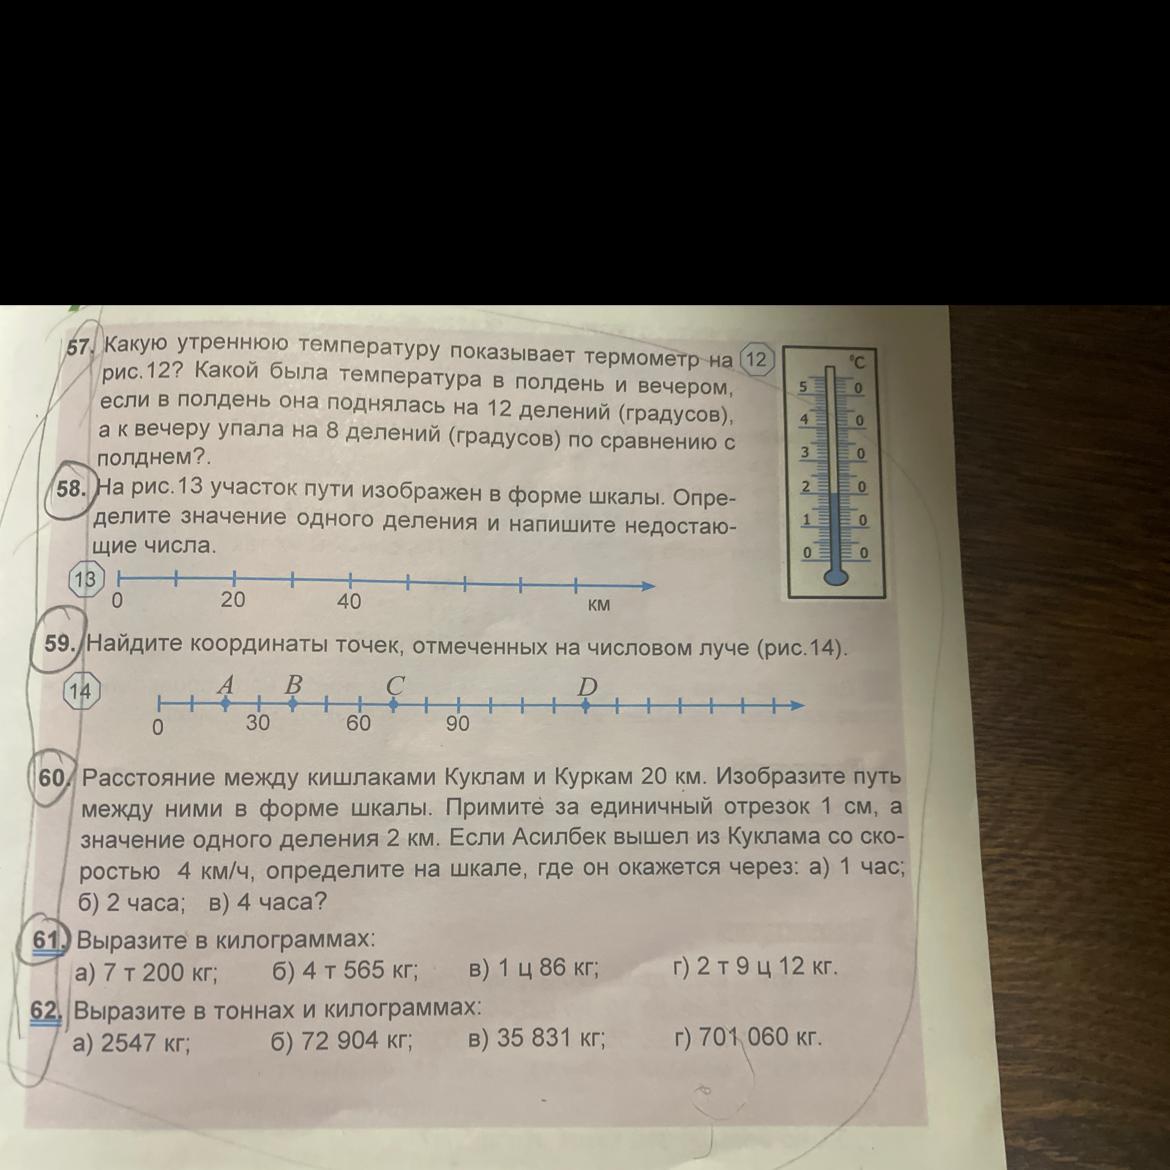 57. Какую утреннюю температуру показывает термометр на
рис.12? Какой была температура в полдень и вечером,
если в полдень она поднялась на 12 делений (градусов),
а к вечеру упала на 8 делений (градусов) по сравнению с
полднем?.
12
°C
5 0
4 0
3 0
2 0
1 0
0 0
58. На рис.13 участок пути изображен в форме шкалы. Опре-
делите значение одного деления и напишите недостаю-
щие числа.
13
0 20 40 км
59. Найдите координаты точек, отмеченных на числовом луче (рис.14).
14
A B C D
0 30 60 90
60. Расстояние между кишлаками Куклам и Куркам 20 км. Изобразите путь
между ними в форме шкалы. Примите за единичный отрезок 1 см, а
значение одного деления 2 км. Если Асилбек вышел из Куклама со ско-
ростью 4 км/ч, определите на шкале, где он окажется через: а) 1 час;
б) 2 часа; в) 4 часа?
61. Выразите в килограммах:
а) 7 т 200 кг; б) 4 т 565 кг; в) 1 ц 86 кг; г) 2 т 9 ц 12 кг.
62. Выразите в тоннах и килограммах:
а) 2547 кг; б) 72 904 кг; в) 35 831 кг; г) 701 060 кг.